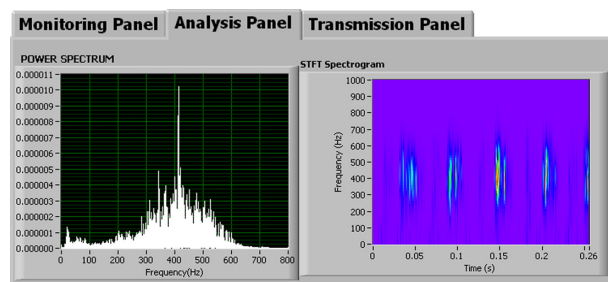 Monitoring Panel
Analysis Panel
Transmission Panel
POWER SPECTRUM
0.000011
0.000010
0.000009
0.000008
0.000007
0.000006
0.000005
0.000004
0.000003
0.000002
0.000001
0.000000
0 100 200 300 400 500 600 700 800
Frequency(Hz)
STFT Spectrogram
1000
900
800
700
600
500
400
300
200
100
0
Frequency (Hz)
0 0.05 0.1 0.15 0.2 0.26
Time (s)